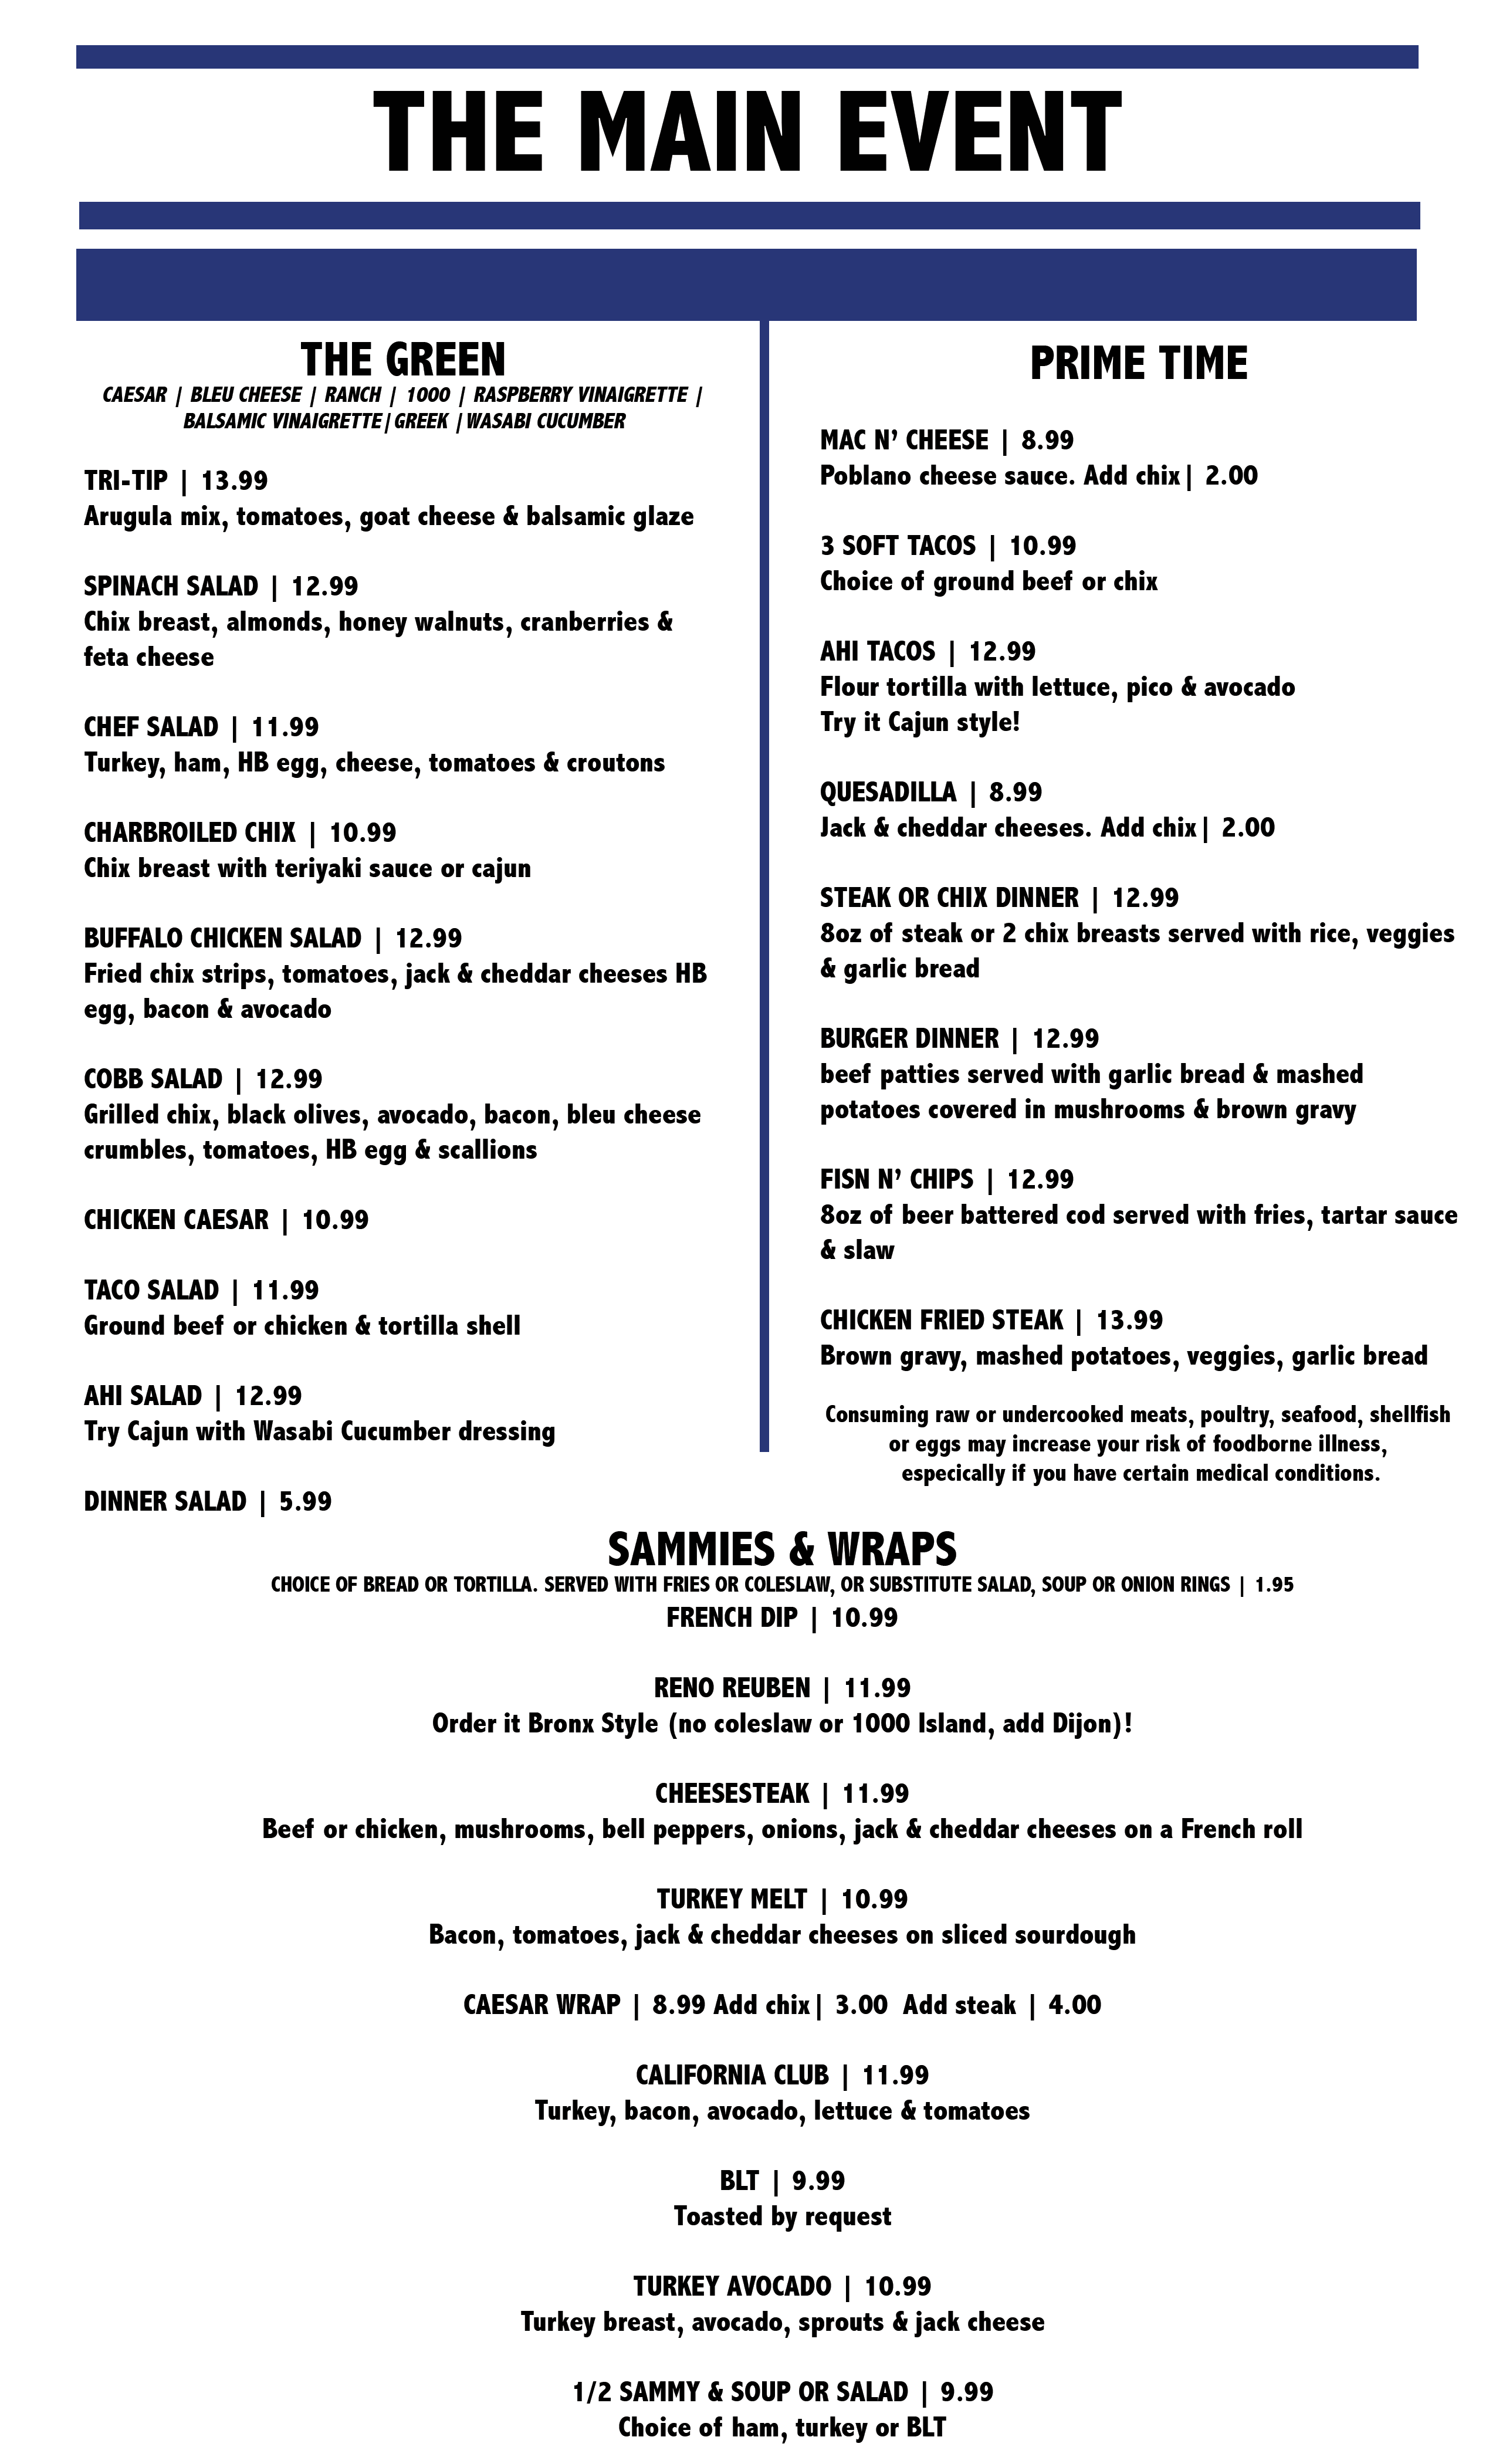 THE MAIN EVENT
THE GREEN
CAESAR | BLEU CHEESE | RANCH | 1000 | RASPBERRY VINAIGRETTE |
BALSAMIC VINAIGRETTE | GREEK | WASABI CUCUMBER
TRI-TIP | 13.99
Arugula mix, tomatoes, goat cheese & balsamic glaze
SPINACH SALAD | 12.99
Chix breast, almonds, honey walnuts, cranberries &
feta cheese
CHEF SALAD | 11.99
Turkey, ham, HB egg, cheese, tomatoes & croutons
CHARBROILED CHIX | 10.99
Chix breast with teriyaki sauce or cajun
BUFFALO CHICKEN SALAD | 12.99
Fried chix strips, tomatoes, jack & cheddar cheeses HB
egg, bacon & avocado
COBB SALAD | 12.99
Grilled chix, black olives, avocado, bacon, bleu cheese
crumbles, tomatoes, HB egg & scallions
CHICKEN CAESAR | 10.99
TACO SALAD | 11.99
Ground beef or chicken & tortilla shell
AHI SALAD | 12.99
Try Cajun with Wasabi Cucumber dressing
DINNER SALAD | 5.99
PRIME TIME
MAC N' CHEESE | 8.99
Poblano cheese sauce. Add chix| 2.00
3 SOFT TACOS | 10.99
Choice of ground beef or chix
AHI TACOS | 12.99
Flour tortilla with lettuce, pico & avocado
Try it Cajun style!
QUESADILLA | 8.99
Jack & cheddar cheeses. Add chix| 2.00
STEAK OR CHIX DINNER | 12.99
8oz of steak or 2 chix breasts served with rice, veggies
& garlic bread
BURGER DINNER | 12.99
beef patties served with garlic bread & mashed
potatoes covered in mushrooms & brown gravy
FISN N' CHIPS | 12.99
8oz of beer battered cod served with fries, tartar sauce
& slaw
CHICKEN FRIED STEAK | 13.99
Brown gravy, mashed potatoes, veggies, garlic bread
Consuming raw or undercooked meats, poultry, seafood, shellfish
or eggs may increase your risk of foodborne illness,
especically if you have certain medical conditions.
SAMMIES & WRAPS
CHOICE OF BREAD OR TORTILLA. SERVED WITH FRIES OR COLESLAW, OR SUBSTITUTE SALAD, SOUP OR ONION RINGS | 1.95
FRENCH DIP | 10.99
RENO REUBEN | 11.99
Order it Bronx Style (no coleslaw or 1000 Island, add Dijon)!
CHEESESTEAK | 11.99
Beef or chicken, mushrooms, bell peppers, onions, jack & cheddar cheeses on a French roll
TURKEY MELT | 10.99
Bacon, tomatoes, jack & cheddar cheeses on sliced sourdough
CAESAR WRAP | 8.99 Add chix| 3.00 Add steak | 4.00
CALIFORNIA CLUB | 11.99
Turkey, bacon, avocado, lettuce & tomatoes
BLT | 9.99
Toasted by request
TURKEY AVOCADO | 10.99
Turkey breast, avocado, sprouts & jack cheese
1/2 SAMMY & SOUP OR SALAD | 9.99
Choice of ham, turkey or BLT